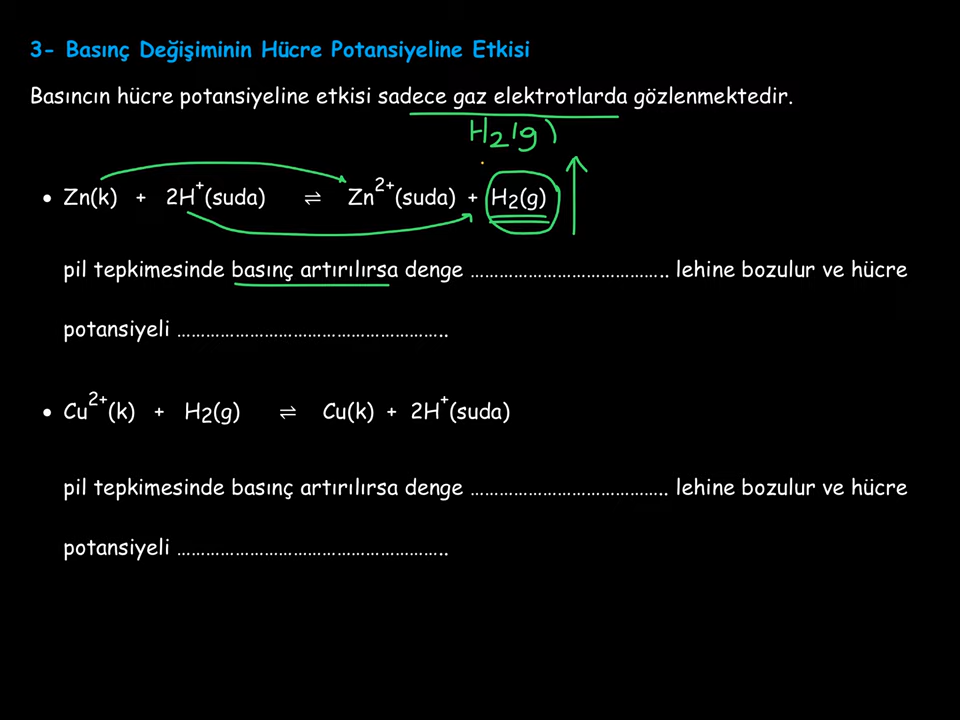 3- Basınç Değişiminin Hücre Potansiyeline Etkisi
Basıncın hücre potansiyeline etkisi sadece gaz elektrotlarda gözlenmektedir.
H2(g)
• Zn(k) + 2H+(suda) ⇌ Zn2+(suda) + H2(g)
pil tepkimesinde basınç artırılırsa denge ………………………………….. lehine bozulur ve hücre
potansiyeli ………………………………………………..
• Cu2+(k) + H2(g) ⇌ Cu(k) + 2H+(suda)
pil tepkimesinde basınç artırılırsa denge ………………………………….. lehine bozulur ve hücre
potansiyeli ………………………………………………..